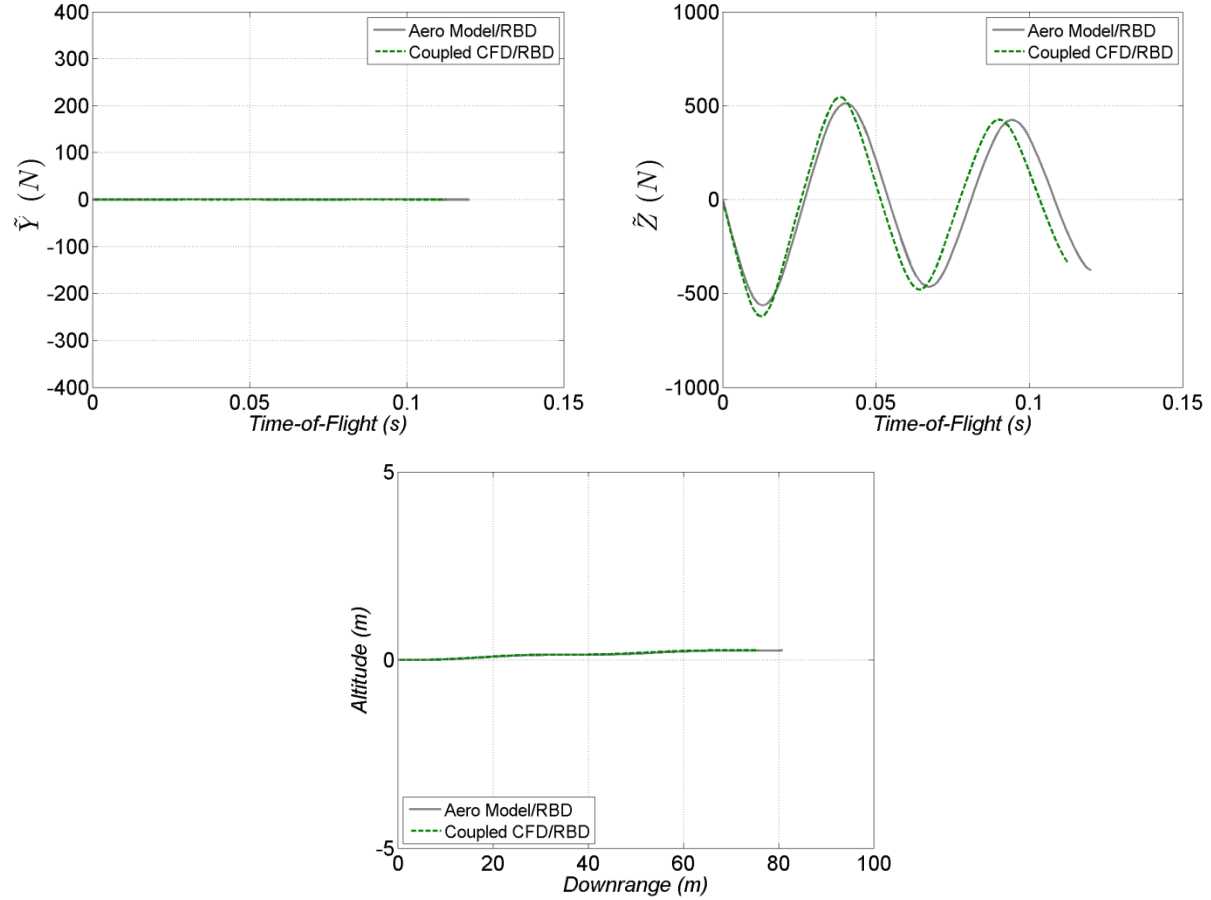 400
300
200
100
0
-100
-200
-300
-400
Ỹ (N)
0 0.05 0.1 0.15
Time-of-Flight (s)
Aero Model/RBD
Coupled CFD/RBD
1000
500
0
-500
-1000
Z̃ (N)
0 0.05 0.1 0.15
Time-of-Flight (s)
Aero Model/RBD
Coupled CFD/RBD
5
0
-5
Altitude (m)
Aero Model/RBD
Coupled CFD/RBD
0 20 40 60 80 100
Downrange (m)